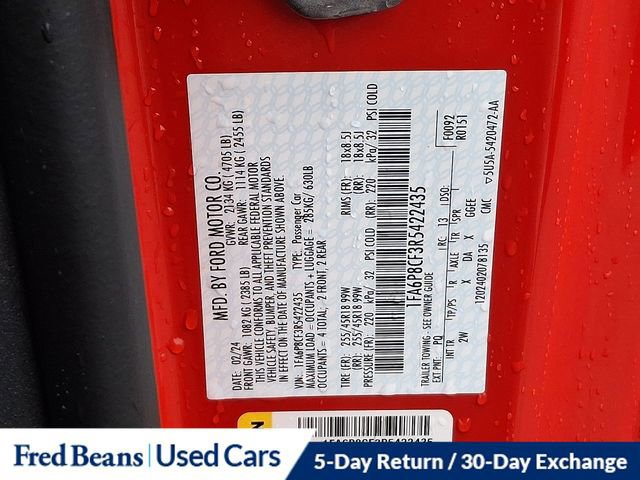 MFD. BY FORD MOTOR CO.
02/24 GVWR: 2134 KG ( 4705 LB)
FRONT GAWR: 1082 KG ( 2385 LB) REAR GAWR: 1114 KG ( 2455 LB)
THIS VEHICLE CONFORMS TO ALL APPLICABLE FEDERAL MOTOR
VEHICLE SAFETY, BUMPER, AND THEFT PREVENTION STANDARDS
IN EFFECT ON THE DATE OF MANUFACTURE SHOWN ABOVE.
VIN: 1FA6P8CF3R5422435 TYPE: Passenger Car
MAXIMUM LOAD = OCCUPANTS + LUGGAGE = 285KG/ 630LB
OCCUPANTS = 4 TOTAL: 2 FRONT, 2 REAR
TIRE (FR): 255/45R18 99W RIMS (FR): 18x8.5J
(RR): 255/45R18 99W (RR): 18x8.5J
PRESSURE (FR): 220 kPa/ 32 PSI COLD (RR): 220 kPa/ 32 PSI COLD
1FA6P8CF3R5422435
TRAILER TOWING - SEE OWNER GUIDE
F0092
R0151
EXT PNT: PQ RC: 13 LDSO:
INT TR TP/PS R AXLE TR SPR
2W X DA X GGEE
CMC ▽5U5A-5420472-AA
1202402078135
N
1FA6P8CF3R5422435
Fred Beans | Used Cars
5-Day Return / 30-Day Exchange